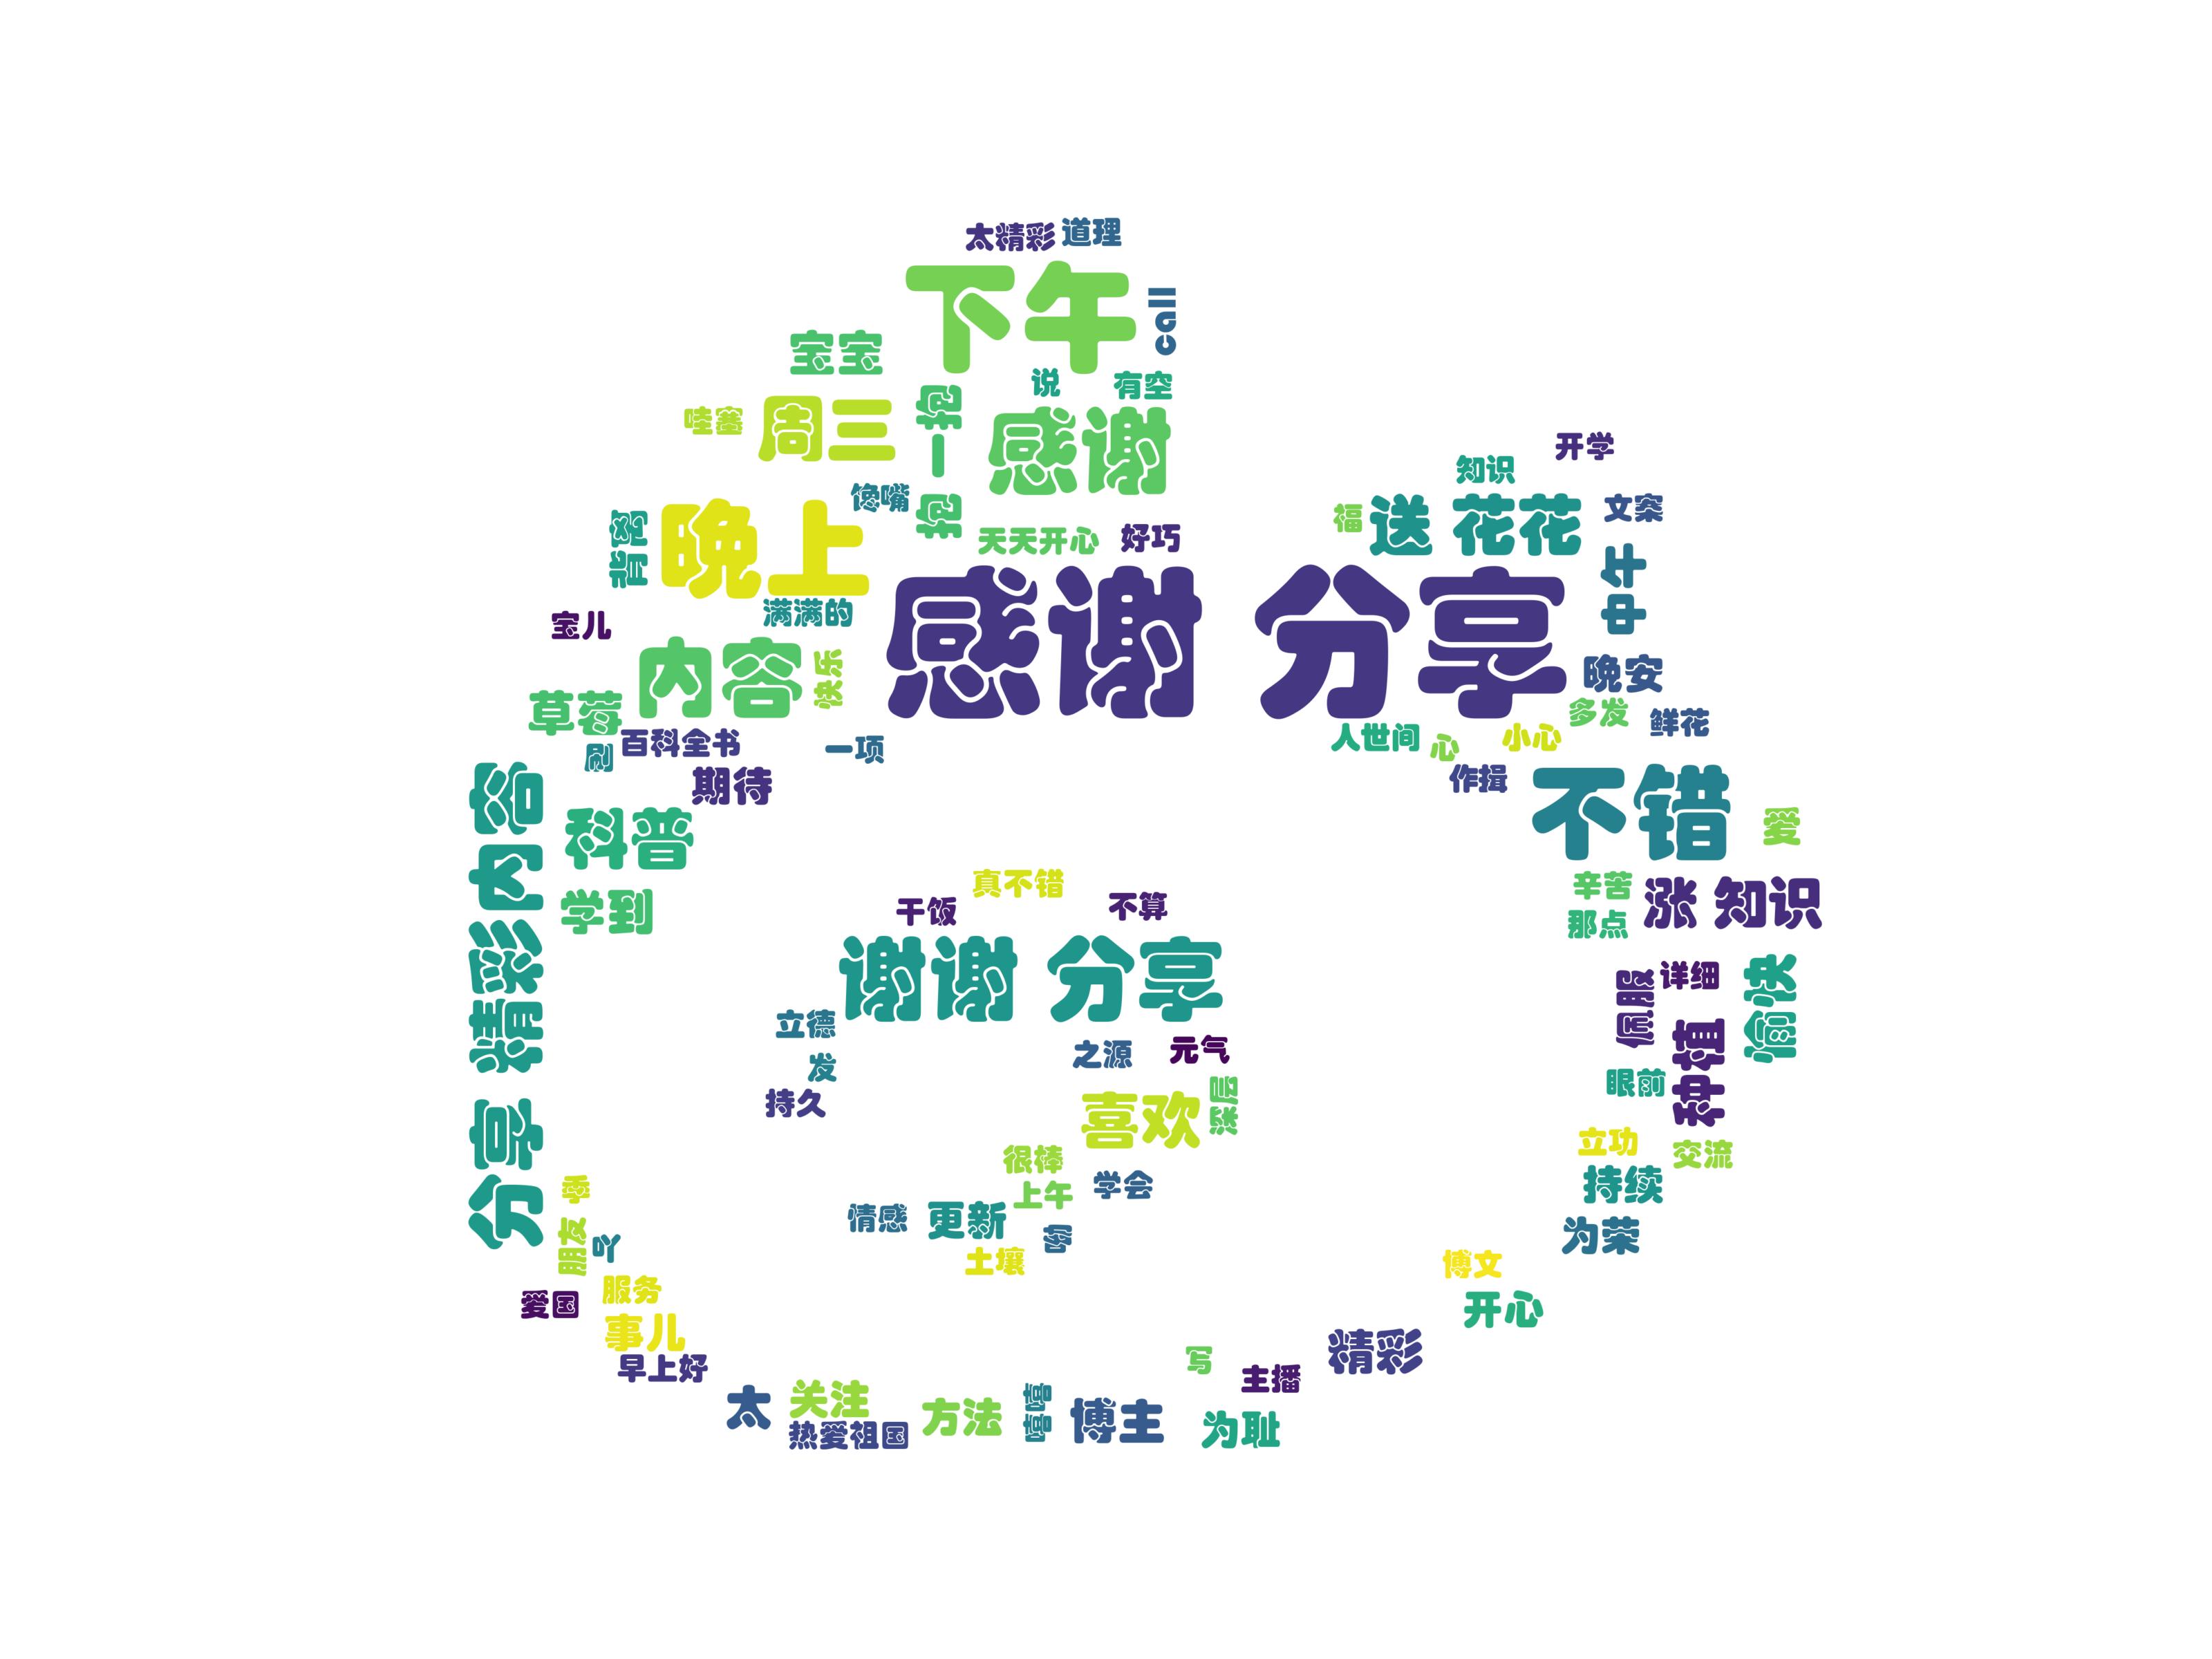 太精彩 道理
下午
call
宝宝
说 有空
哇塞 周三
棵一棵
感谢
开学
知识
馋嘴
晚上
福 送 花花 文案
天天开心 好巧
中午
满满的
感谢 分享
宝儿
内容 快乐
晚安
草莓
多发 鲜花
刷 百科全书 一项
人世间 心 小心
期待
作揖
不错
分享 精彩内容
科普
爱
学到
真不错
干饭 不算
辛苦 涨 知识
那点
谢谢 分享
佩服 详细 愉快
立德
之源 元气
发
种植
眼前
持久
喜欢
很棒
立功 交流
上午 学会
持续
季
情感 更新
朋友 吖
为荣
土壤
博文
爱国 服务
开心
事儿
早上好
写 主播 精彩
太 关注
热爱祖国 方法 嘻嘻 博主 为耻